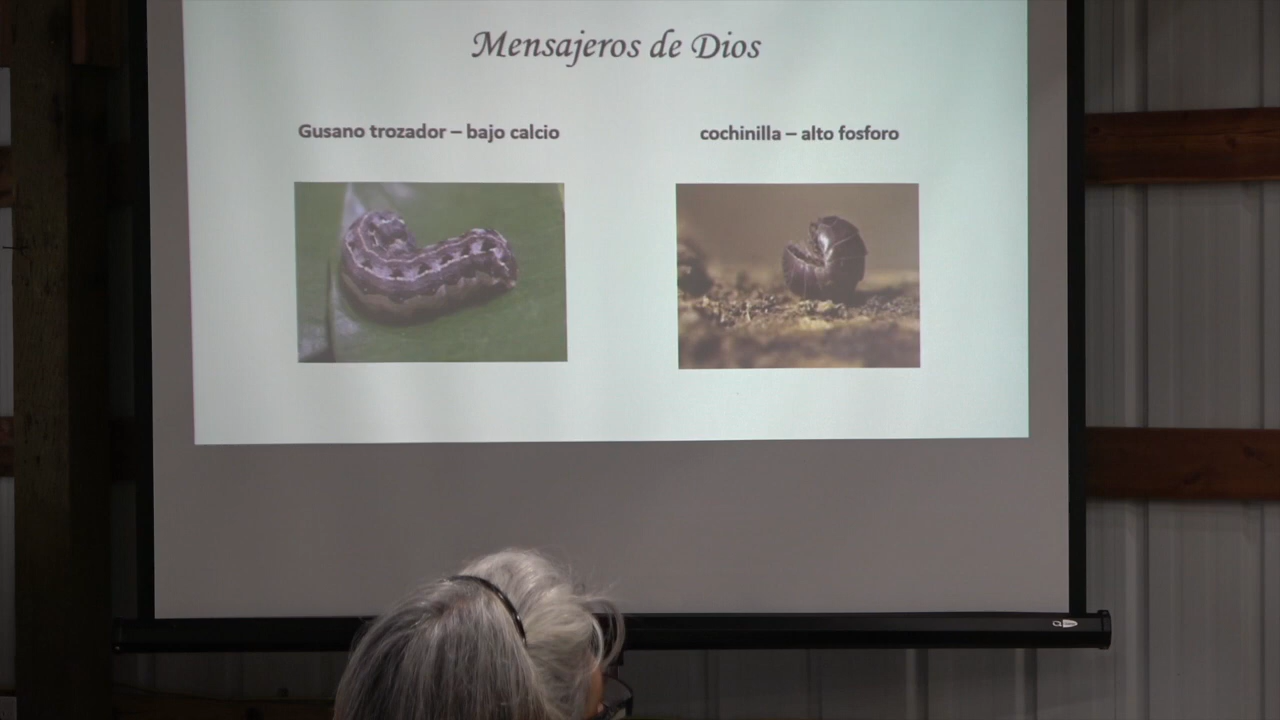 Mensajeros de Dios
Gusano trozador – bajo calcio
cochinilla – alto fosforo